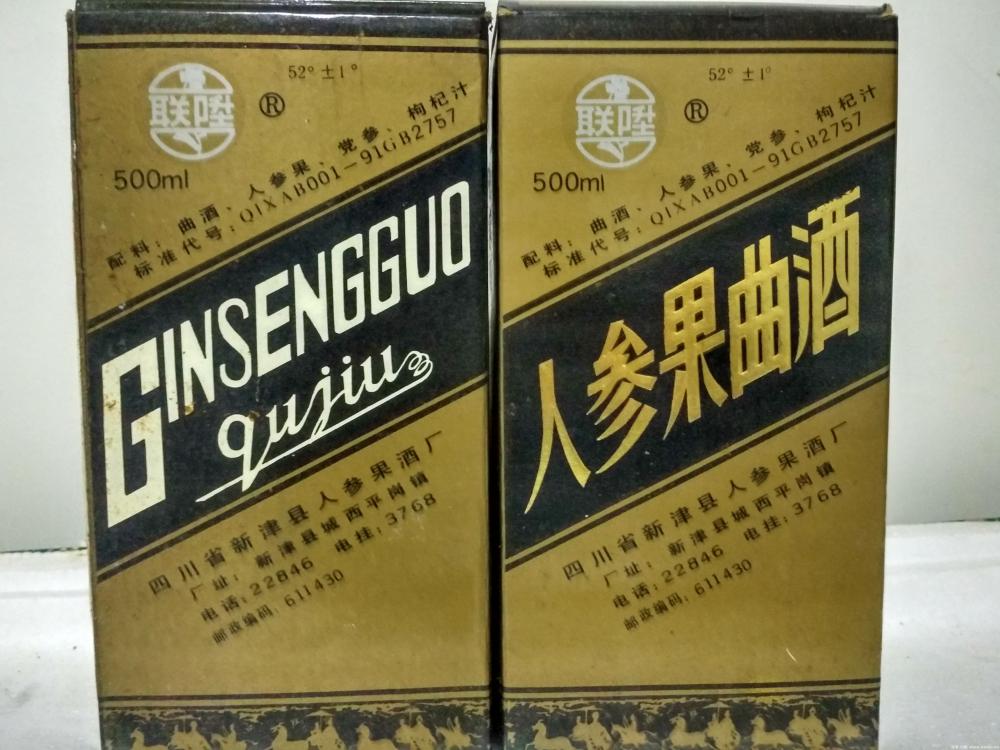 52°±1°
联陞
®
500ml
配料：曲酒、人参果、党参、枸杞汁
标准代号：QIXAB001-91GB2757
GINSENGGUO
qujiu
四川省新津县人参果酒厂
厂址：新津县城西平岗镇
电话：22846 电挂：3768
邮政编码：611430
52°±1°
联陞
®
500ml
配料：曲酒、人参果、党参、枸杞汁
标准代号：QIXAB001-91GB2757
人参果曲酒
四川省新津县人参果酒厂
厂址：新津县城西平岗镇
电话：22846 电挂：3768
邮政编码：611430